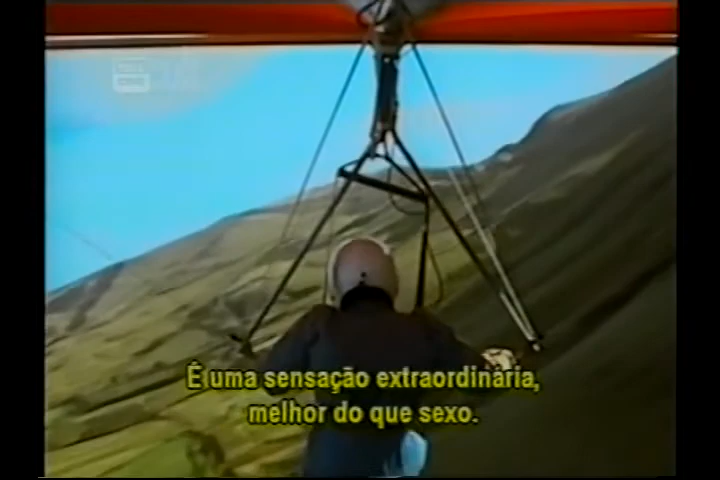 É uma sensação extraordinária,
melhor do que sexo.